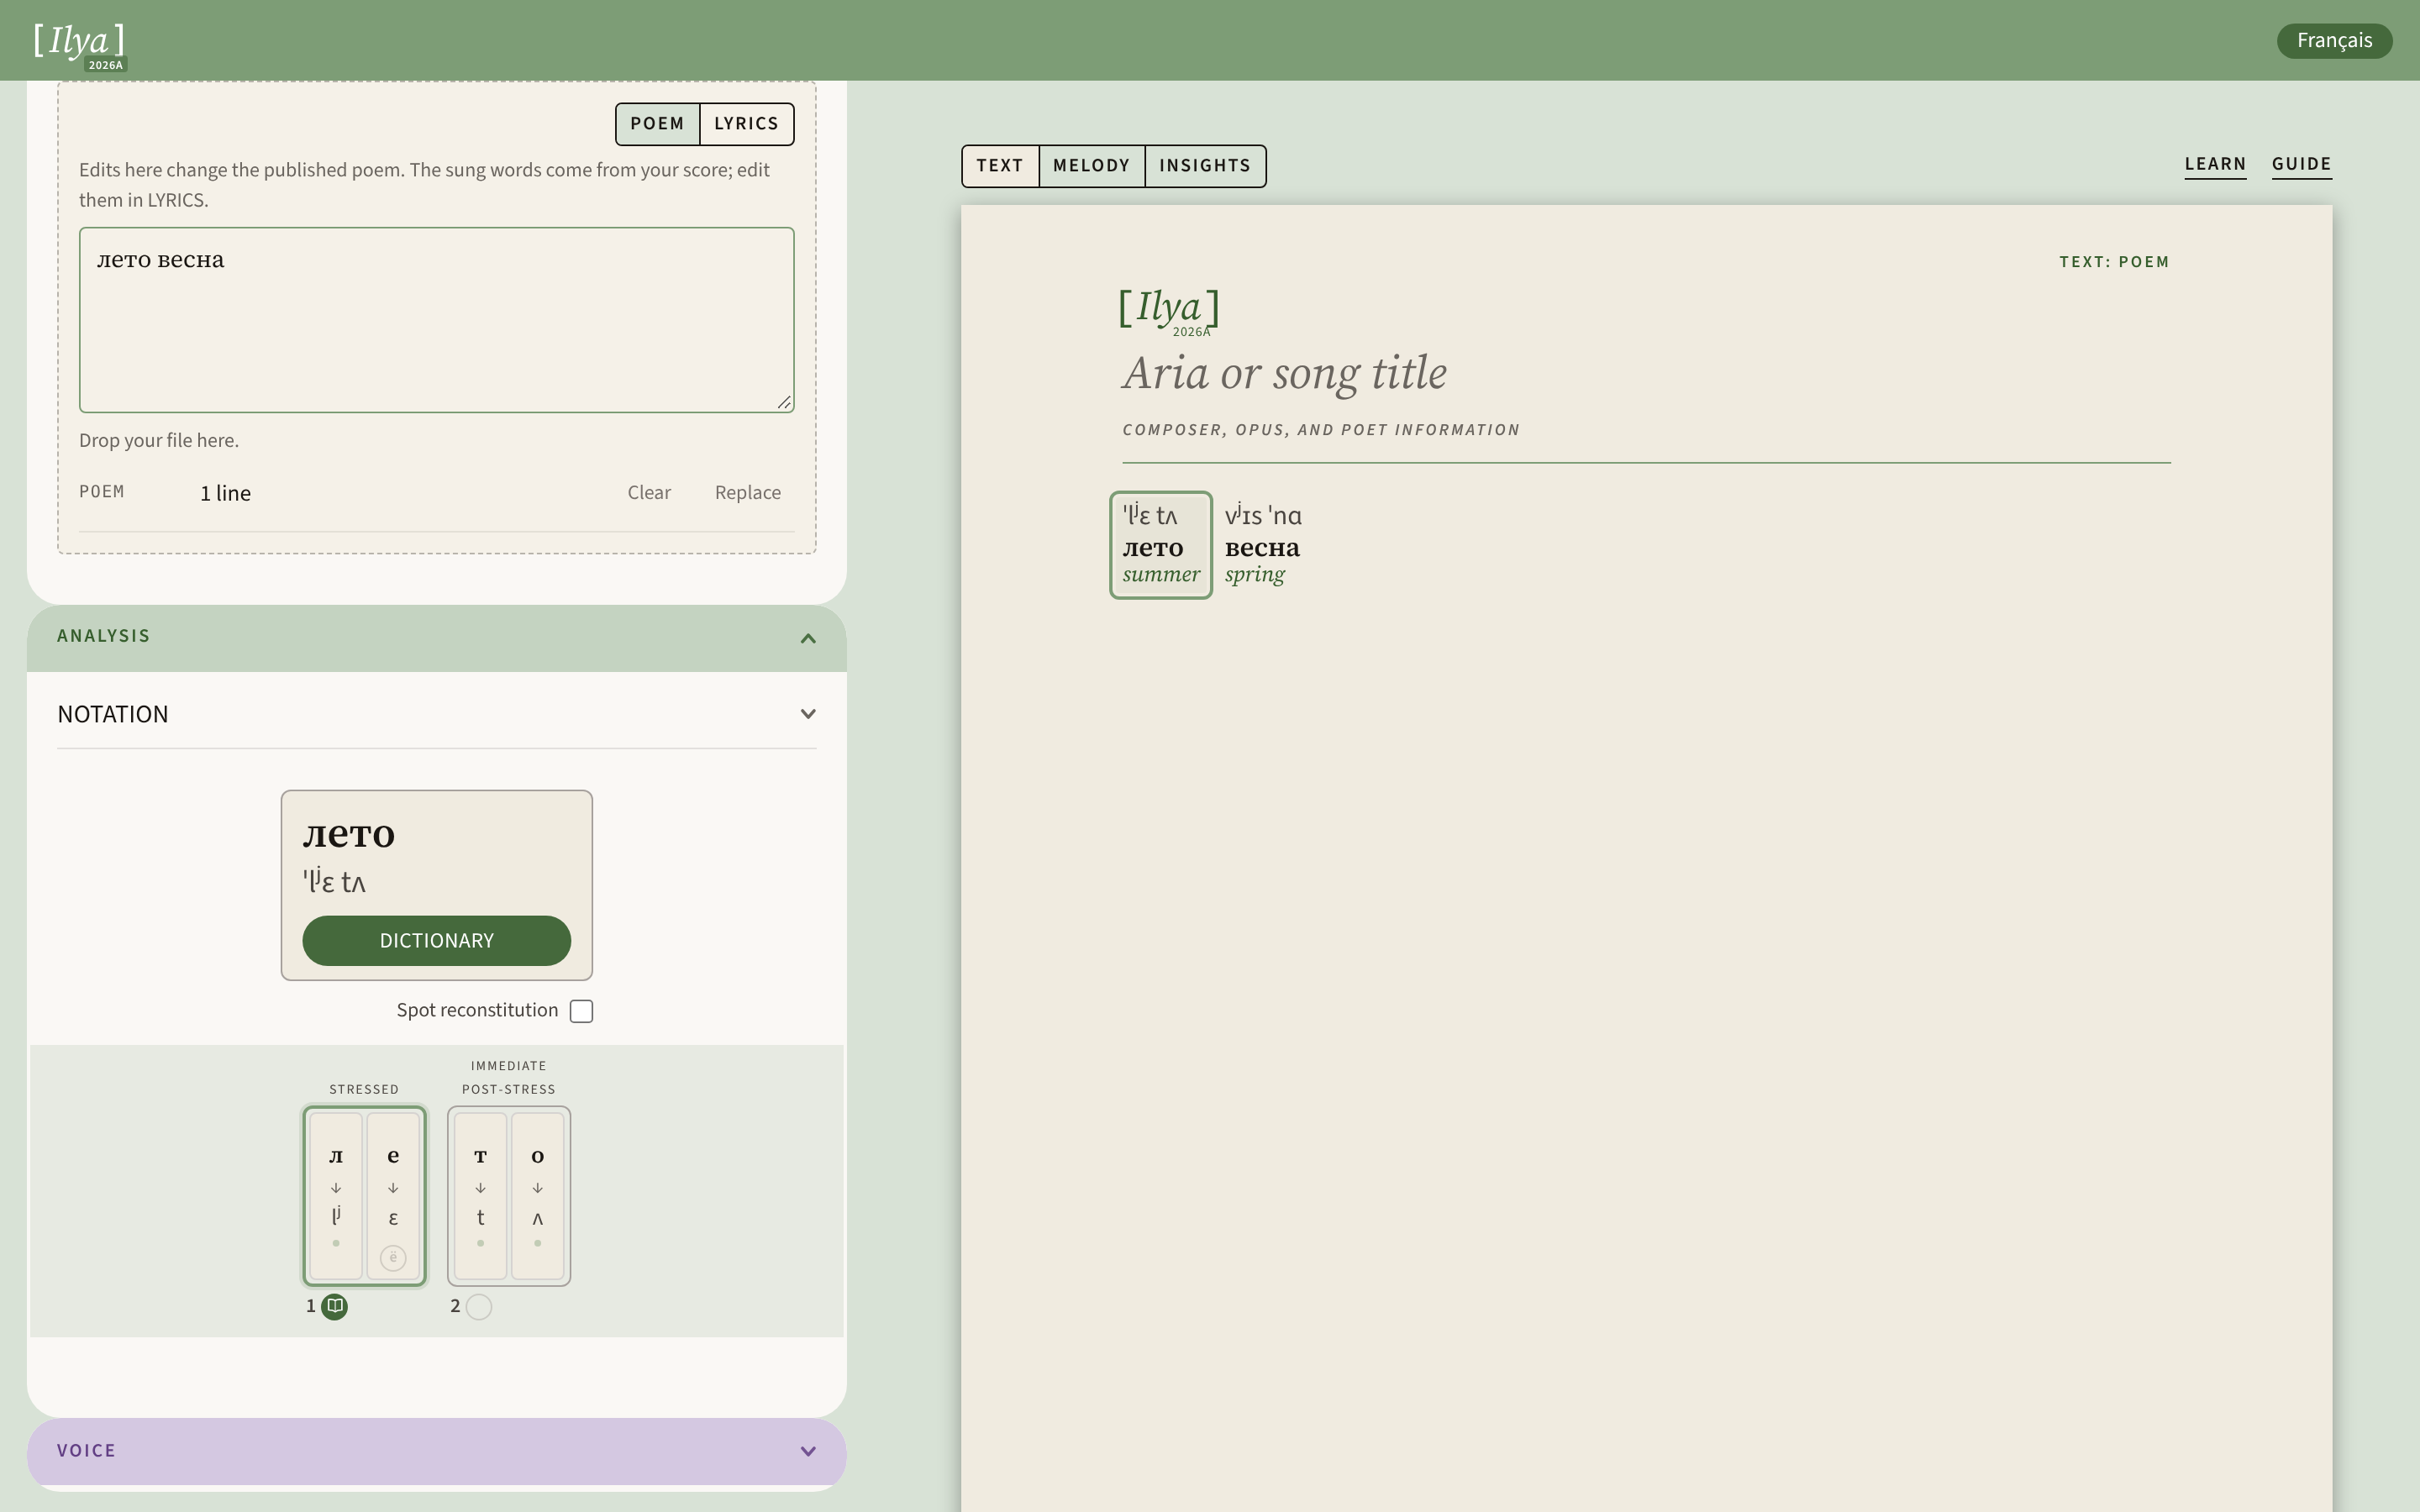 [Ilya]
2026A
Français
POEM LYRICS
Edits here change the published poem. The sung words come from your score; edit
them in LYRICS.
лето весна
Drop your file here.
POEM 1 line Clear Replace
ANALYSIS
NOTATION
лето
ˈlʲɛ tʌ
DICTIONARY
Spot reconstitution
STRESSED
IMMEDIATE
POST-STRESS
л е т о
↓ ↓ ↓ ↓
lʲ ɛ t ʌ
ё
1 2
VOICE
TEXT MELODY INSIGHTS
LEARN GUIDE
TEXT: POEM
[Ilya]
2026A
Aria or song title
COMPOSER, OPUS, AND POET INFORMATION
ˈlʲɛ tʌ vʲɪs ˈnɑ
лето весна
summer spring